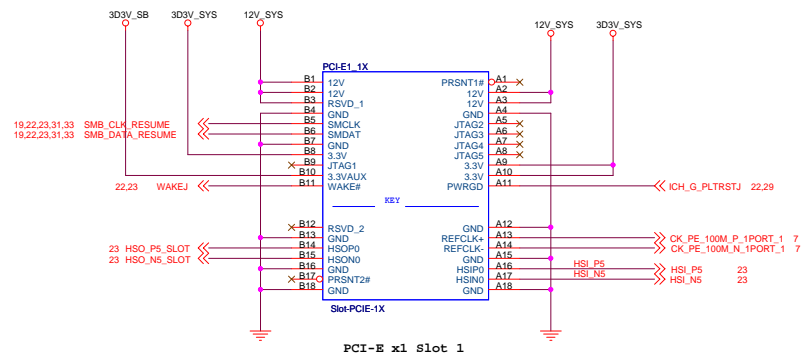 3D3V_SB 3D3V_SYS 12V_SYS 12V_SYS 3D3V_SYS
PCI-E1_1X
B1 12V PRSNT1# A1
B2 12V 12V A2
B3 RSVD_1 12V A3
B4 GND GND A4
19,22,23,31,33 SMB_CLK_RESUME B5 SMCLK JTAG2 A5
19,22,23,31,33 SMB_DATA_RESUME B6 SMDAT JTAG3 A6
B7 GND JTAG4 A7
B8 3.3V JTAG5 A8
B9 JTAG1 3.3V A9
B10 3.3VAUX 3.3V A10
22,23 WAKEJ B11 WAKE# PWRGD A11 ICH_G_PLTRSTJ 22,29
KEY
B12 RSVD_2 GND A12
B13 GND REFCLK+ A13 CK_PE_100M_P_1PORT_1 7
23 HSO_P5_SLOT B14 HSOP0 REFCLK- A14 CK_PE_100M_N_1PORT_1 7
23 HSO_N5_SLOT B15 HSON0 GND A15
B16 GND HSIP0 A16 HSI_P5 HSI_P5 23
B17 PRSNT2# HSIN0 A17 HSI_N5 HSI_N5 23
B18 GND GND A18
Slot-PCIE-1X
PCI-E x1 Slot 1